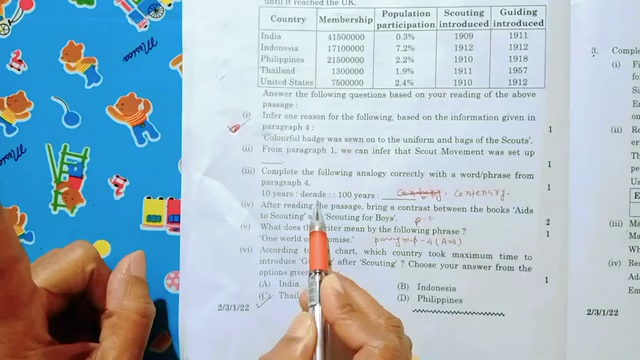 until it reached the UK.
Country Membership Population participation Scouting introduced Guiding introduced
India 41500000 0.3% 1909 1911
Indonesia 17100000 7.2% 1912 1912
Philippines 21500000 2.2% 1910 1918
Thailand 1300000 1.9% 1911 1957
United States 7500000 2.4% 1910 1912
Answer the following questions based on your reading of the above
passage :
(i) Infer one reason for the following, based on the information given in
paragraph 4 :
'Colourful badge was sewn on to the uniform and bags of the Scouts'. 1
(ii) From paragraph 1, we can infer that Scout Movement was set up
1
(iii) Complete the following analogy correctly with a word/phrase from
paragraph 4.
10 years : decade : : 100 years : Century. Centenary. 1
(iv) After reading the passage, bring a contrast between the books 'Aids
to Scouting' 'Scouting for Boys'. 2
(v) What does the writer mean by the following phrase ? 1
'One world one promise.' paragraph - 4 (Ans)
(vi) According to chart, which country took maximum time to
introduce after 'Scouting' ? Choose your answer from the
options given 1
(A) India (B) Indonesia
(C) (D) Philippines
2/3/1/22
3. Comple
(i)
(ii)
(iii)
(iv)
2/3/1/22